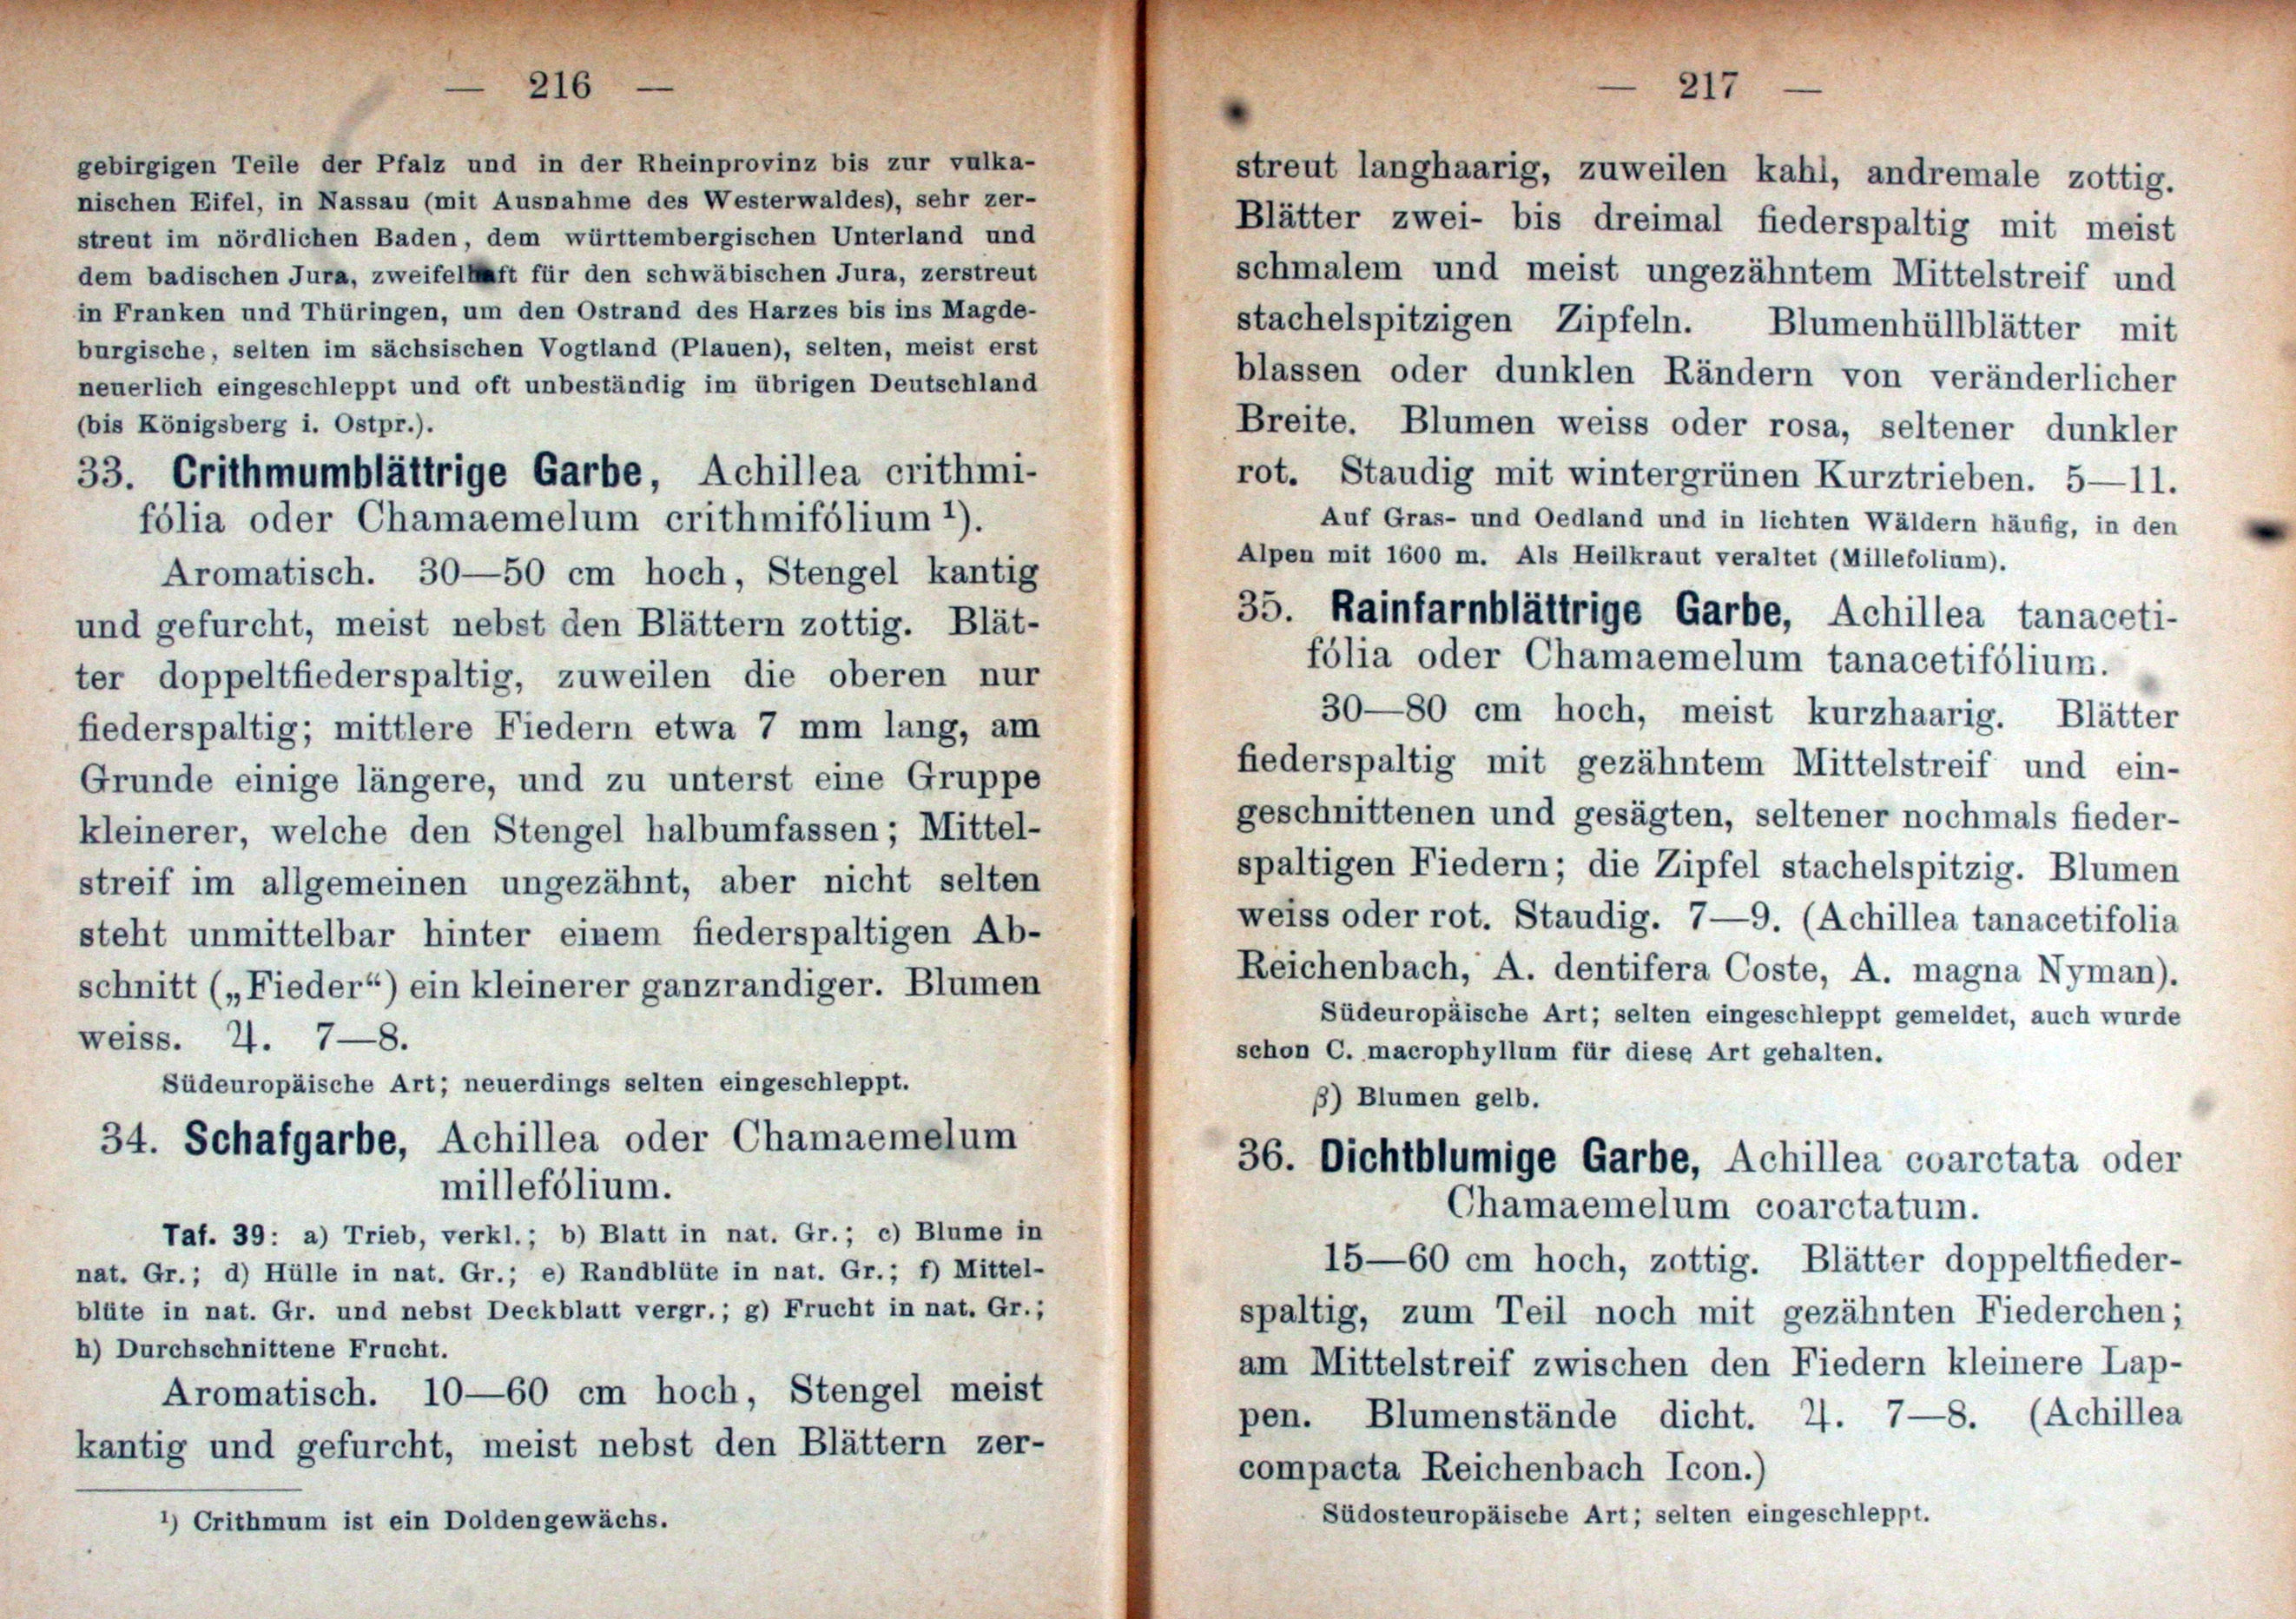 — 216 —
gebirgigen Teile der Pfalz und in der Rheinprovinz bis zur vulka-
nischen Eifel, in Nassau (mit Ausnahme des Westerwaldes), sehr zer-
streut im nördlichen Baden, dem württembergischen Unterland und
dem badischen Jura, zweifelhaft für den schwäbischen Jura, zerstreut
in Franken und Thüringen, um den Ostrand des Harzes bis ins Magde-
burgische, selten im sächsischen Vogtland (Plauen), selten, meist erst
neuerlich eingeschleppt und oft unbeständig im übrigen Deutschland
(bis Königsberg i. Ostpr.).
33. Crithmumblättrige Garbe, Achillea crithmi-
fólia oder Chamaemelum crithmifólium ¹).
Aromatisch. 30—50 cm hoch, Stengel kantig
und gefurcht, meist nebst den Blättern zottig. Blät-
ter doppeltfiederspaltig, zuweilen die oberen nur
fiederspaltig; mittlere Fiedern etwa 7 mm lang, am
Grunde einige längere, und zu unterst eine Gruppe
kleinerer, welche den Stengel halbumfassen; Mittel-
streif im allgemeinen ungezähnt, aber nicht selten
steht unmittelbar hinter einem fiederspaltigen Ab-
schnitt („Fieder“) ein kleinerer ganzrandiger. Blumen
weiss. ♃. 7—8.
Südeuropäische Art; neuerdings selten eingeschleppt.
34. Schafgarbe, Achillea oder Chamaemelum
millefólium.
Taf. 39: a) Trieb, verkl.; b) Blatt in nat. Gr.; c) Blume in
nat. Gr.; d) Hülle in nat. Gr.; e) Randblüte in nat. Gr.; f) Mittel-
blüte in nat. Gr. und nebst Deckblatt vergr.; g) Frucht in nat. Gr.;
h) Durchschnittene Frucht.
Aromatisch. 10—60 cm hoch, Stengel meist
kantig und gefurcht, meist nebst den Blättern zer-
¹) Crithmum ist ein Doldengewächs.
— 217 —
streut langhaarig, zuweilen kahl, andremale zottig.
Blätter zwei- bis dreimal fiederspaltig mit meist
schmalem und meist ungezähntem Mittelstreif und
stachelspitzigen Zipfeln. Blumenhüllblätter mit
blassen oder dunklen Rändern von veränderlicher
Breite. Blumen weiss oder rosa, seltener dunkler
rot. Staudig mit wintergrünen Kurztrieben. 5—11.
Auf Gras- und Oedland und in lichten Wäldern häufig, in den
Alpen mit 1600 m. Als Heilkraut veraltet (Millefolium).
35. Rainfarnblättrige Garbe, Achillea tanaceti-
fólia oder Chamaemelum tanacetifólium.
30—80 cm hoch, meist kurzhaarig. Blätter
fiederspaltig mit gezähntem Mittelstreif und ein-
geschnittenen und gesägten, seltener nochmals fieder-
spaltigen Fiedern; die Zipfel stachelspitzig. Blumen
weiss oder rot. Staudig. 7—9. (Achillea tanacetifolia
Reichenbach, A. dentifera Coste, A. magna Nyman).
Südeuropäische Art; selten eingeschleppt gemeldet, auch wurde
schon C. macrophyllum für diese Art gehalten.
β) Blumen gelb.
36. Dichtblumige Garbe, Achillea coarctata oder
Chamaemelum coarctatum.
15—60 cm hoch, zottig. Blätter doppeltfieder-
spaltig, zum Teil noch mit gezähnten Fiederchen;
am Mittelstreif zwischen den Fiedern kleinere Lap-
pen. Blumenstände dicht. ♃. 7—8. (Achillea
compacta Reichenbach Icon.)
Südosteuropäische Art; selten eingeschleppt.